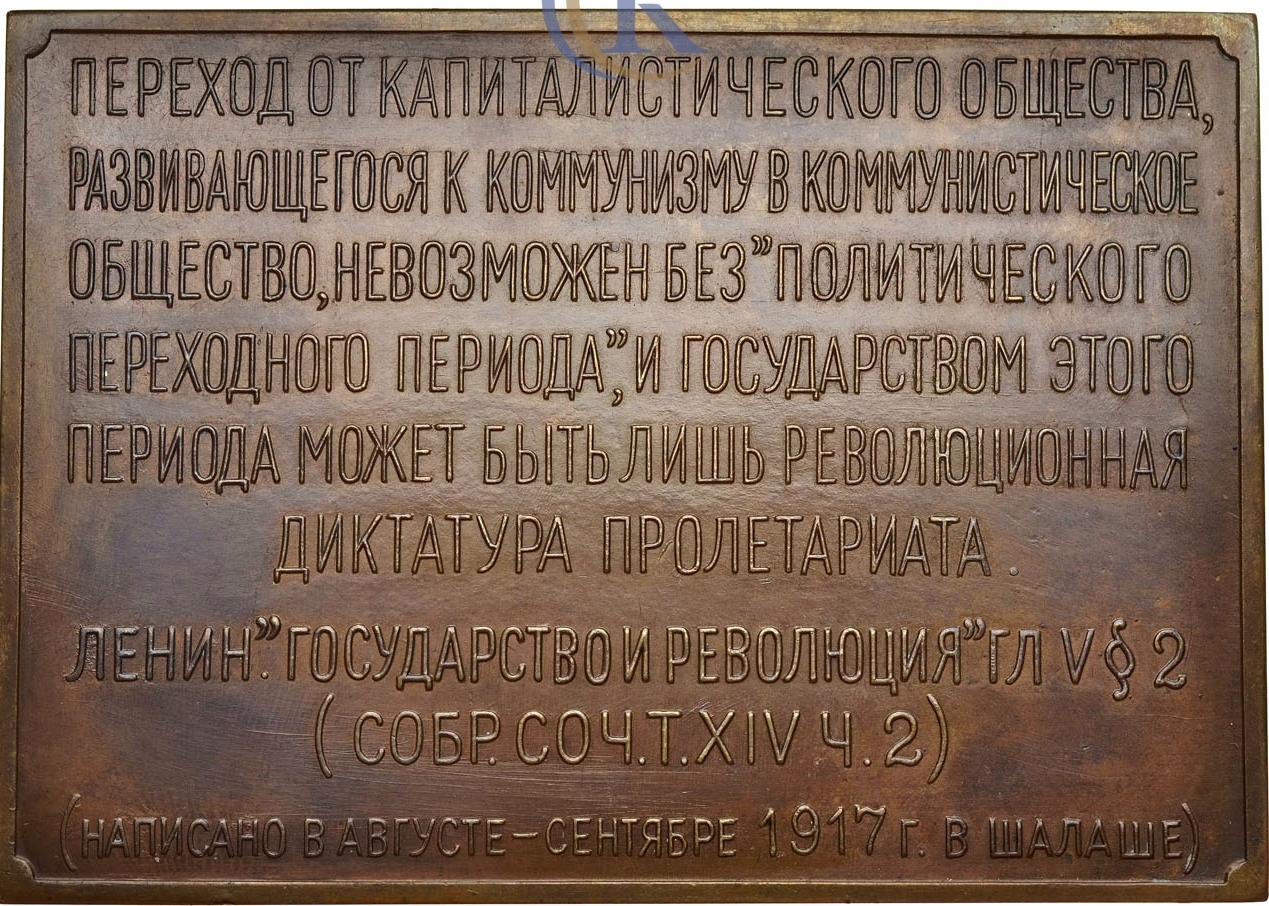 ПЕРЕХОД ОТ КАПИТАЛИСТИЧЕСКОГО ОБЩЕСТВА,
РАЗВИВАЮЩЕГОСЯ К КОММУНИЗМУ В КОММУНИСТИЧЕСКОЕ
ОБЩЕСТВО, НЕВОЗМОЖЕН БЕЗ ”ПОЛИТИЧЕСКОГО
ПЕРЕХОДНОГО ПЕРИОДА”, И ГОСУДАРСТВОМ ЭТОГО
ПЕРИОДА МОЖЕТ БЫТЬ ЛИШЬ РЕВОЛЮЦИОННАЯ
ДИКТАТУРА ПРОЛЕТАРИАТА.
ЛЕНИН. ”ГОСУДАРСТВО И РЕВОЛЮЦИЯ” ГЛ V § 2
(СОБР. СОЧ. Т. XIV Ч. 2)
(НАПИСАНО В АВГУСТЕ – СЕНТЯБРЕ 1917 Г. В ШАЛАШЕ)